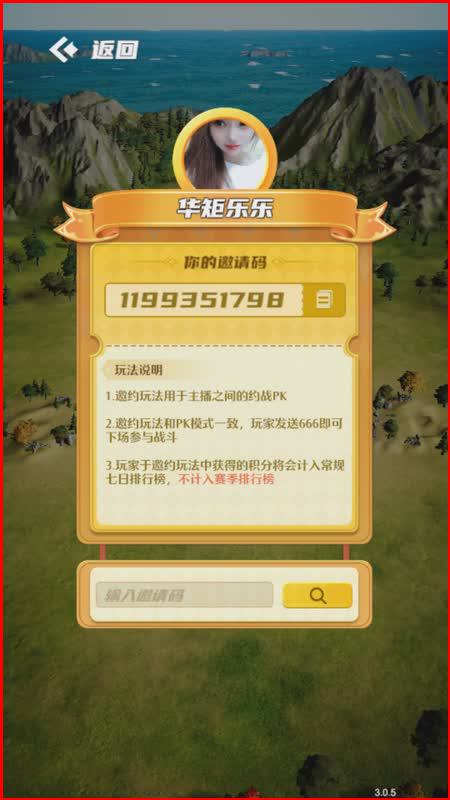 返回
华矩乐乐
你的邀请码
1199351798
玩法说明
1.邀约玩法用于主播之间的约战PK
2.邀约玩法和PK模式一致，玩家发送666即可
下场参与战斗
3.玩家于邀约玩法中获得的积分将会计入常规
七日排行榜，不计入赛季排行榜
输入邀请码
3.0.5